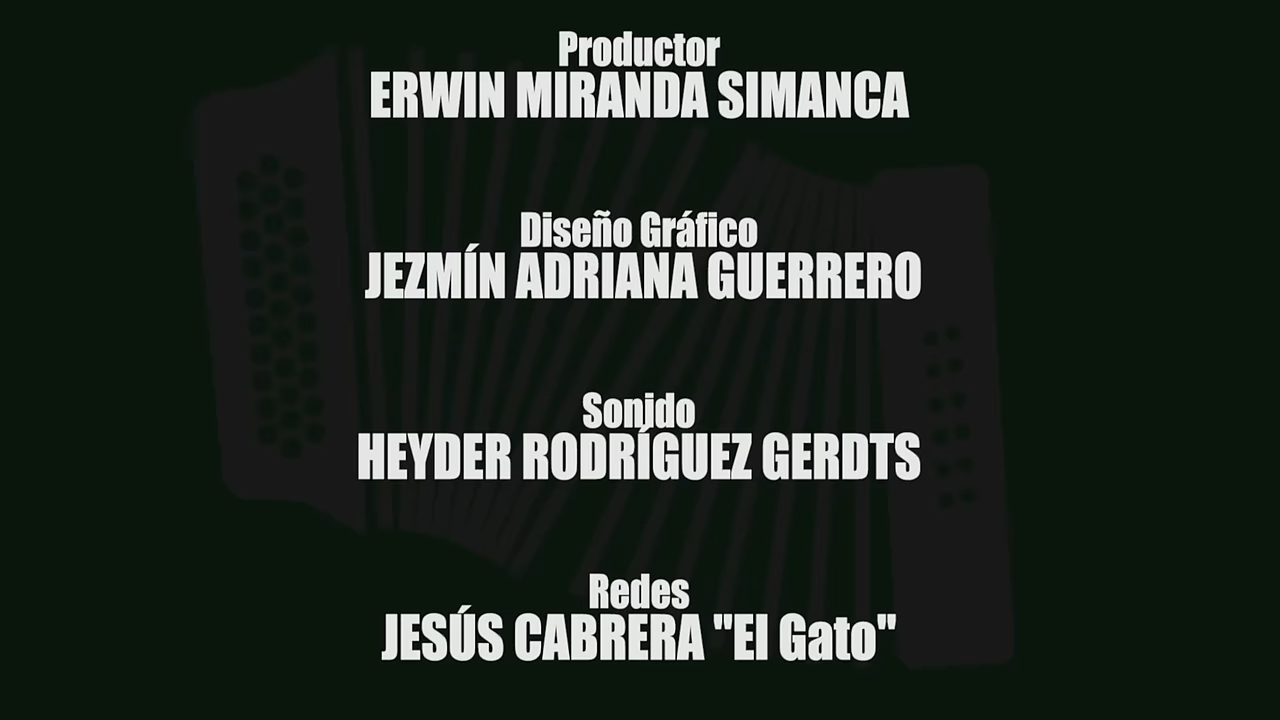 Productor
ERWIN MIRANDA SIMANCA
Diseño Gráfico
JEZMÍN ADRIANA GUERRERO
Sonido
HEYDER RODRÍGUEZ GERDTS
Redes
JESÚS CABRERA "El Gato"